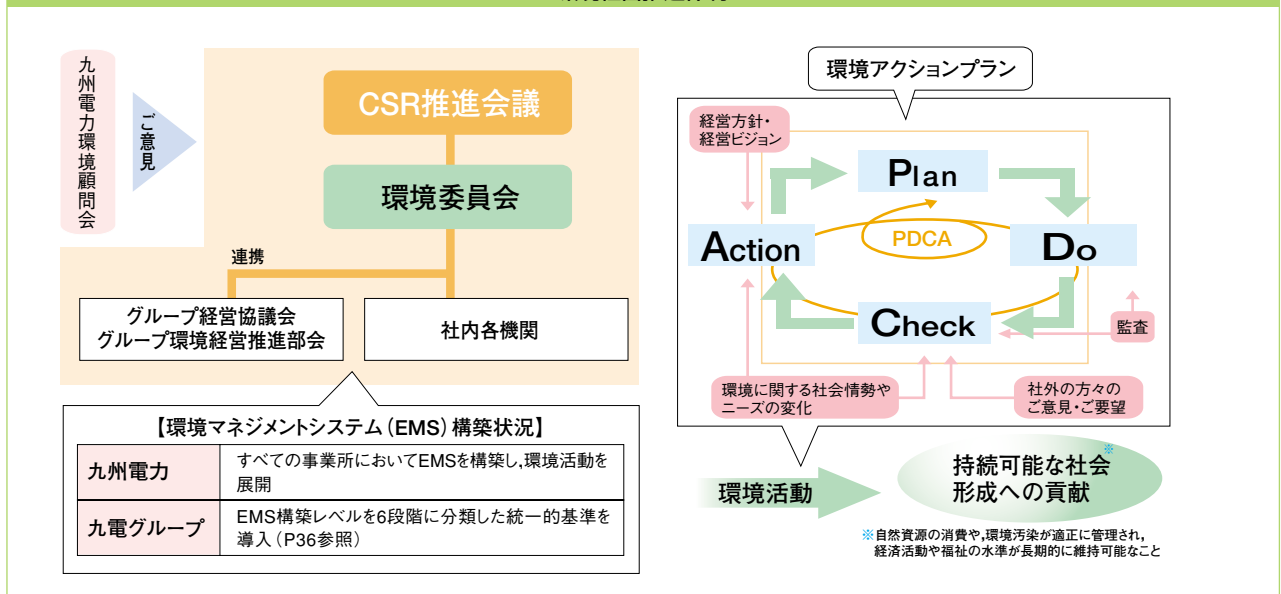 九州電力環境顧問会
ご意見
CSR推進会議
環境委員会
連携
グループ経営協議会
グループ環境経営推進部会
社内各機関
【環境マネジメントシステム(EMS)構築状況】
九州電力
すべての事業所においてEMSを構築し,環境活動を
展開
九電グループ
EMS構築レベルを6段階に分類した統一的基準を
導入(P36参照)
環境アクションプラン
経営方針・
経営ビジョン
Plan
Action
PDCA
Do
Check
監査
環境に関する社会情勢や
ニーズの変化
社外の方々の
ご意見・ご要望
環境活動
持続可能な社会※
形成への貢献
※自然資源の消費や,環境汚染が適正に管理され,
経済活動や福祉の水準が長期的に維持可能なこと